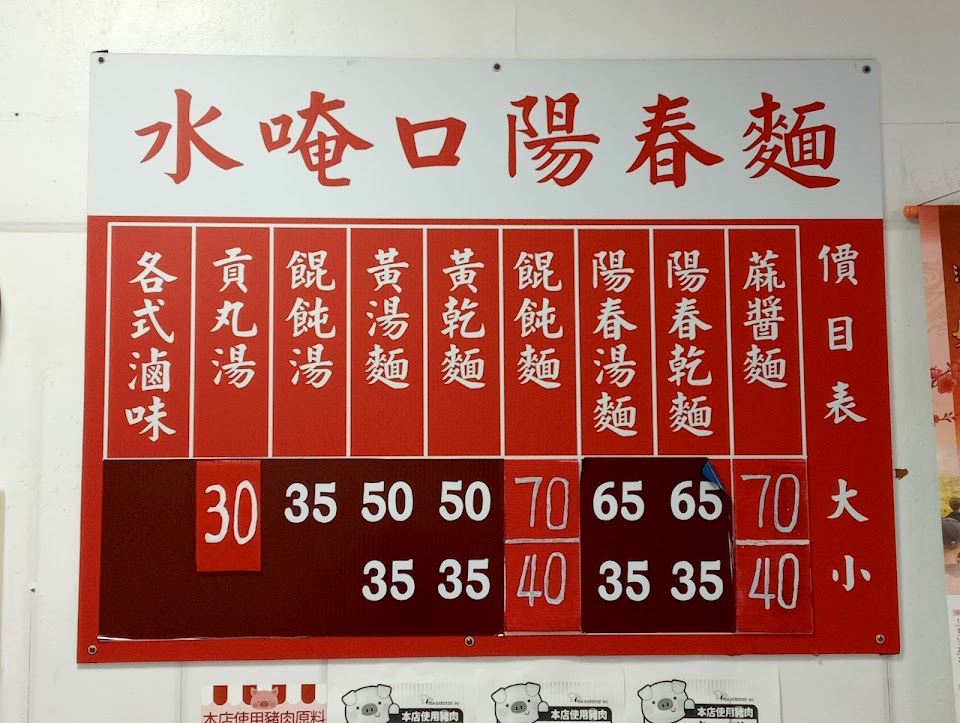 水唵口陽春麵
價目表 大 小
蔴醬麵 70 40
陽春乾麵 65 35
陽春湯麵 65 35
餛飩麵 70 40
黃乾麵 50 35
黃湯麵 50 35
餛飩湯 35
貢丸湯 30
各式滷味
本店使用豬肉原料
本店使用豬肉
本店使用豬肉
本店使用豬肉